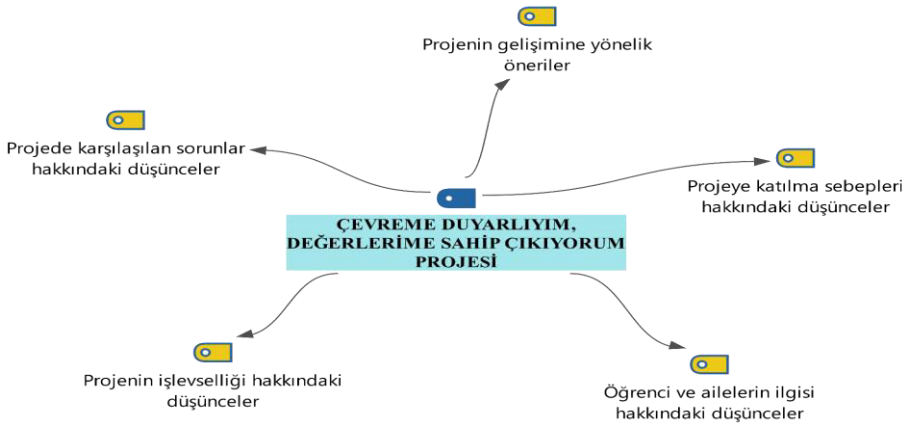 Projenin gelişimine yönelik
öneriler
Projede karşılaşılan sorunlar
hakkındaki düşünceler
Projeye katılma sebepleri
hakkındaki düşünceler
ÇEVREME DUYARLIYIM,
DEĞERLERİME SAHİP ÇIKIYORUM
PROJESİ
Projenin işlevselliği hakkındaki
düşünceler
Öğrenci ve ailelerin ilgisi
hakkındaki düşünceler